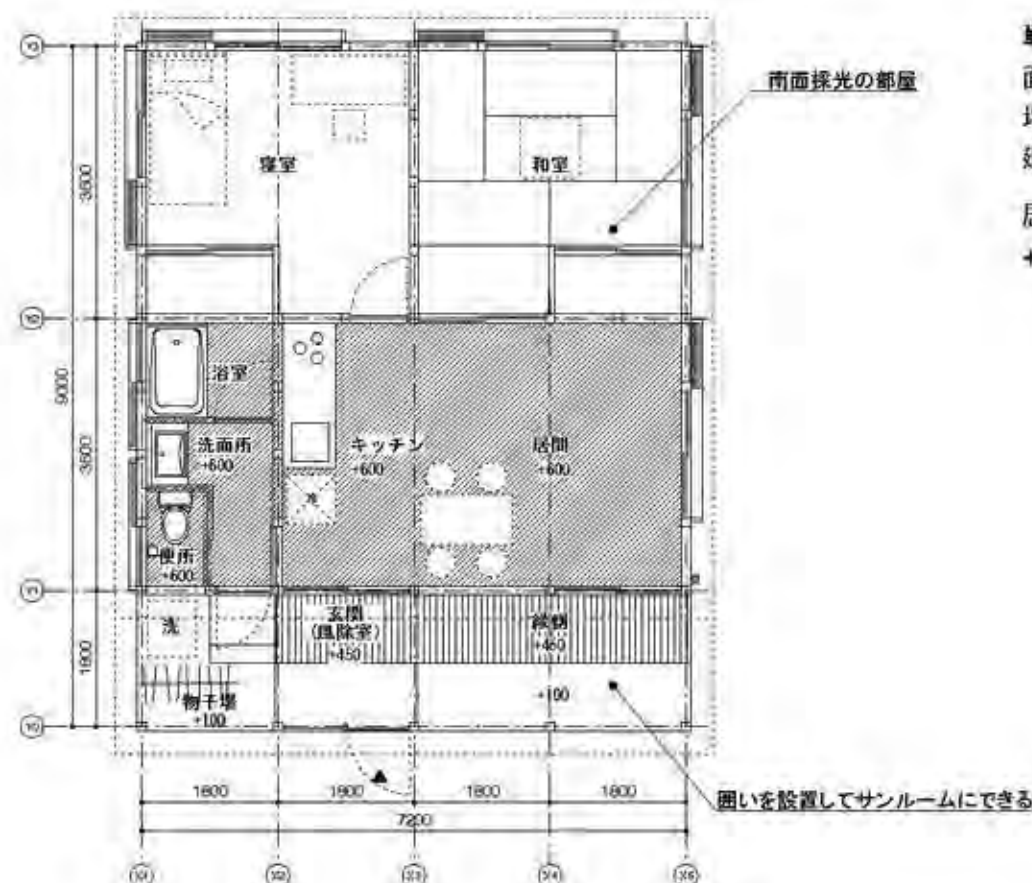 南面採光の部屋
寝室
和室
3600
浴室
9000
洗面所
+600
キッチン
+600
居間
+600
3600
冷
便所
+600
洗
玄関
(風除室)
+450
縁側
+450
1800
物干場
+100
+100
1800
1800
1800
1800
囲いを設置してサンルームにできる
7200